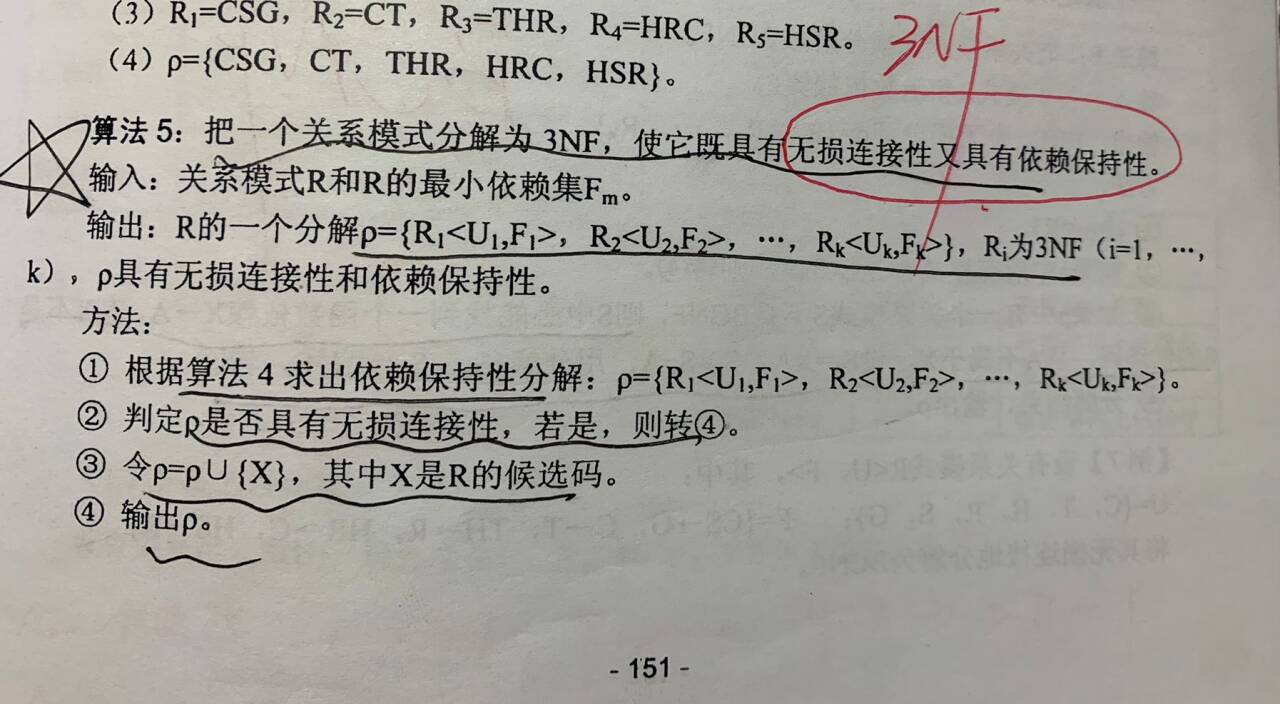 （3）R₁=CSG，R₂=CT，R₃=THR，R₄=HRC，R₅=HSR。
3NF
（4）ρ={CSG，CT，THR，HRC，HSR}。
算法 5：把一个关系模式分解为 3NF，使它既具有无损连接性又具有依赖保持性。
输入：关系模式R和R的最小依赖集Fₘ。
输出：R的一个分解ρ={R₁<U₁,F₁>，R₂<U₂,F₂>，…，Rₖ<Uₖ,Fₖ>}，Rᵢ为3NF（i=1，…，
k），ρ具有无损连接性和依赖保持性。
方法：
① 根据算法 4 求出依赖保持性分解：ρ={R₁<U₁,F₁>，R₂<U₂,F₂>，…，Rₖ<Uₖ,Fₖ>}。
② 判定ρ是否具有无损连接性，若是，则转④。
③ 令ρ=ρ∪{X}，其中X是R的候选码。
④ 输出ρ。
- 151 -